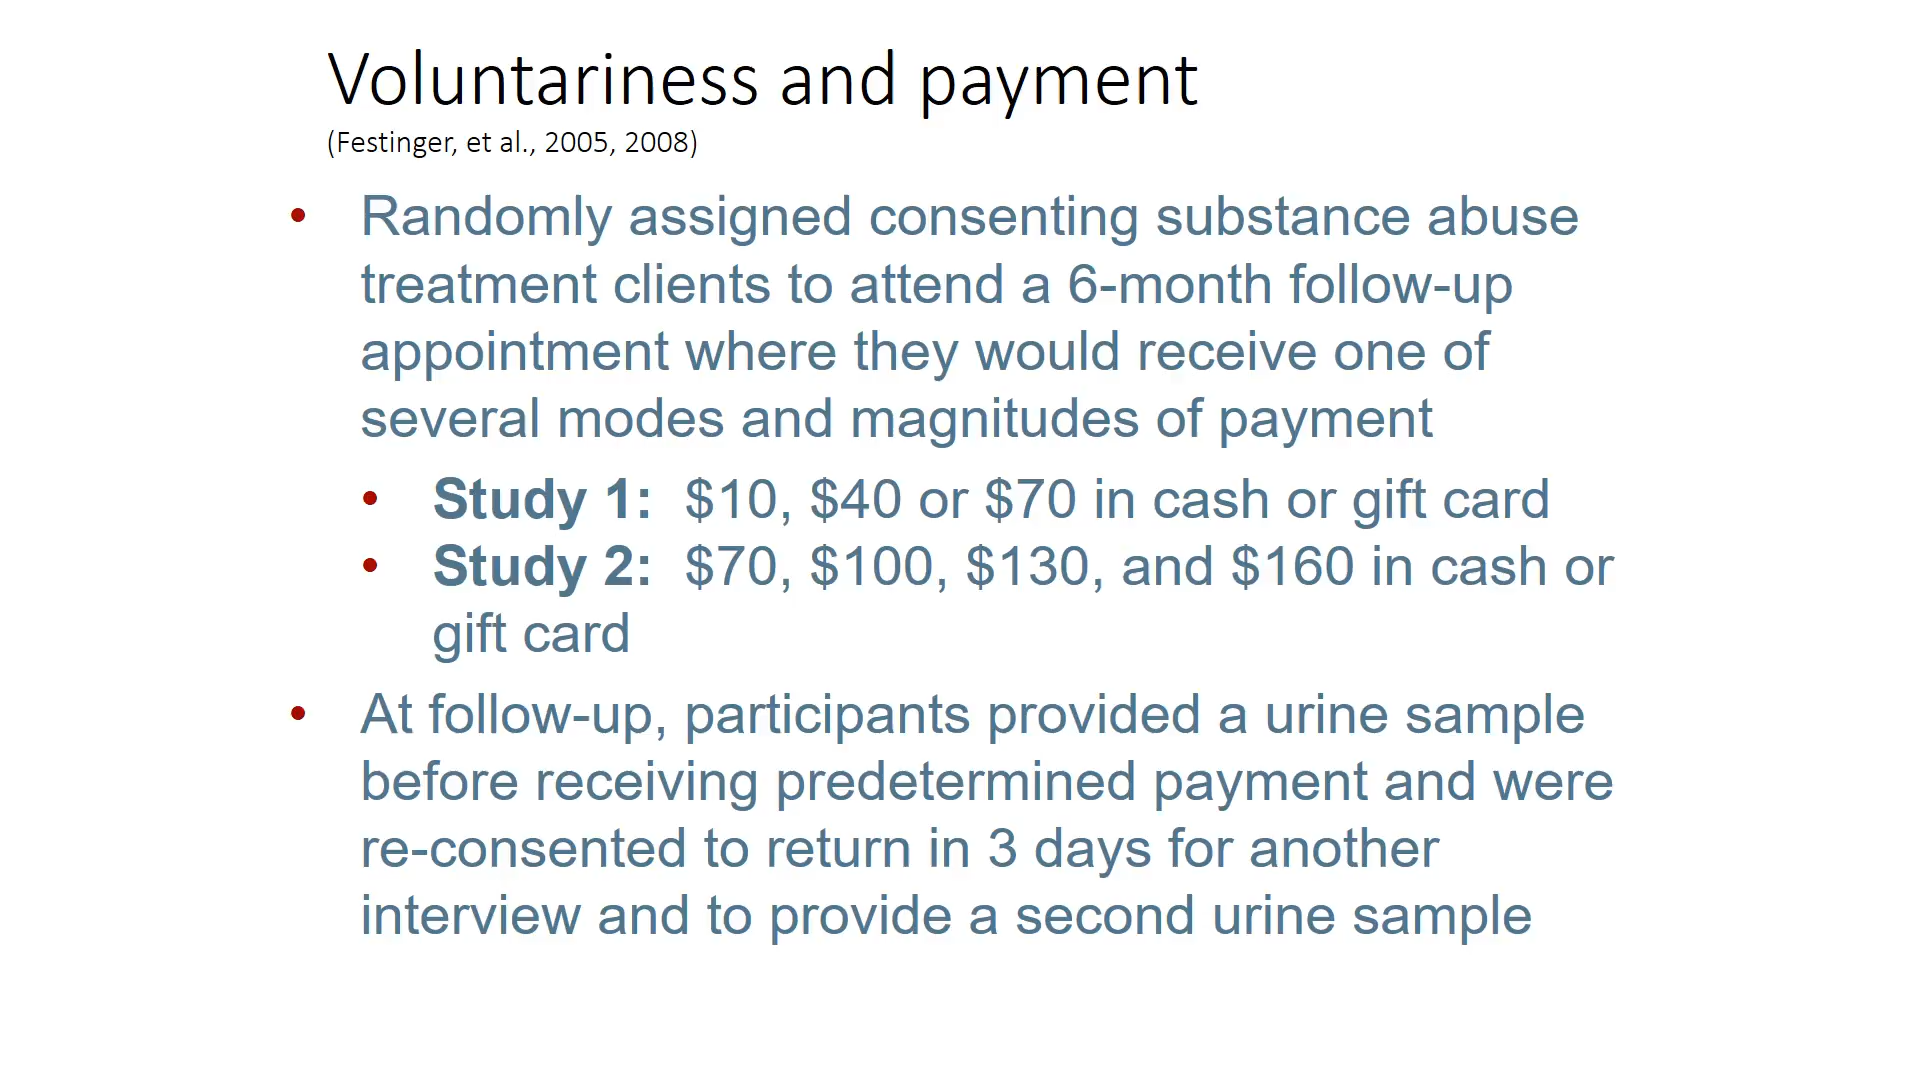 Voluntariness and payment
(Festinger, et al., 2005, 2008)
• Randomly assigned consenting substance abuse
treatment clients to attend a 6-month follow-up
appointment where they would receive one of
several modes and magnitudes of payment
• Study 1: $10, $40 or $70 in cash or gift card
• Study 2: $70, $100, $130, and $160 in cash or
gift card
• At follow-up, participants provided a urine sample
before receiving predetermined payment and were
re-consented to return in 3 days for another
interview and to provide a second urine sample